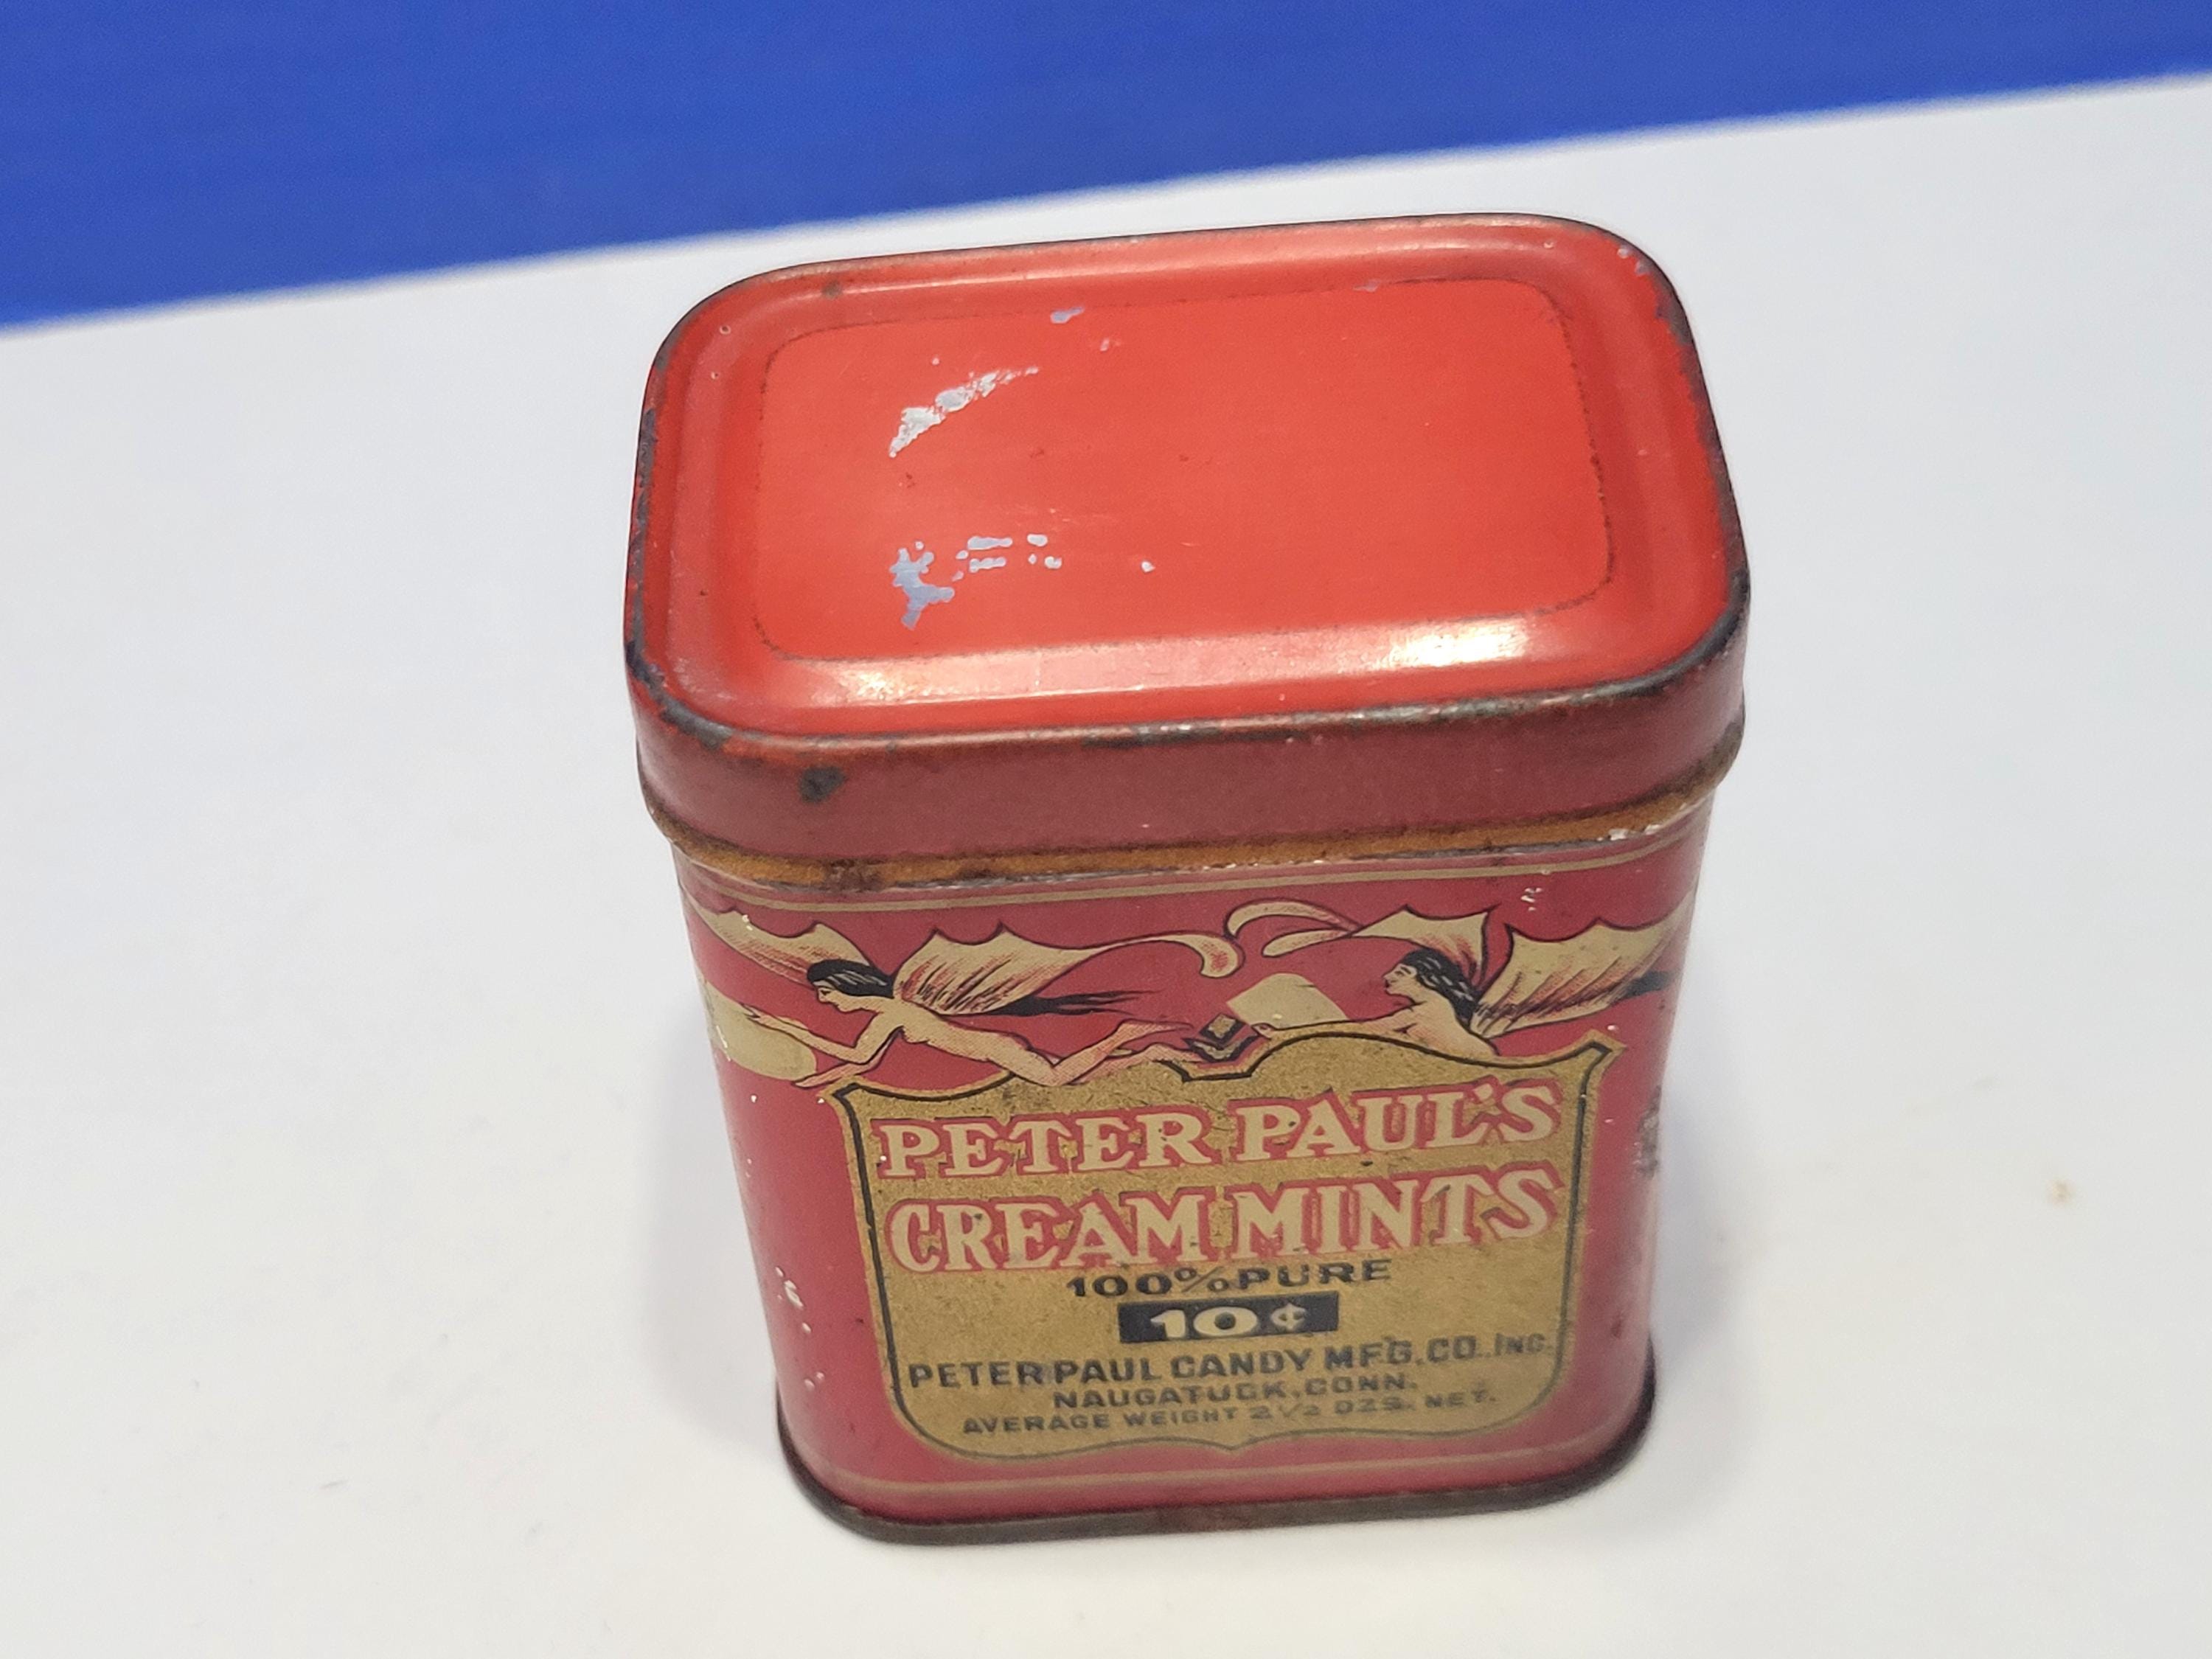 PETER PAUL'S
CREAM MINTS
100% PURE
10¢
PETER PAUL CANDY MFG. CO. INC.
NAUGATUCK, CONN.
AVERAGE WEIGHT 2½ OZS. NET.